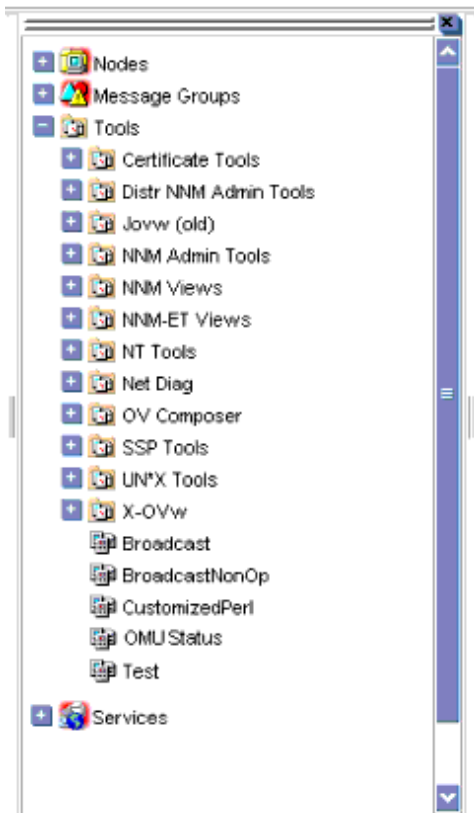 Nodes
Message Groups
Tools
Certificate Tools
Distr NNM Admin Tools
Jovw (old)
NNM Admin Tools
NNM Views
NNM-ET Views
NT Tools
Net Diag
OV Composer
SSP Tools
UN*X Tools
X-OVw
Broadcast
BroadcastNonOp
CustomizedPerl
OMU Status
Test
Services